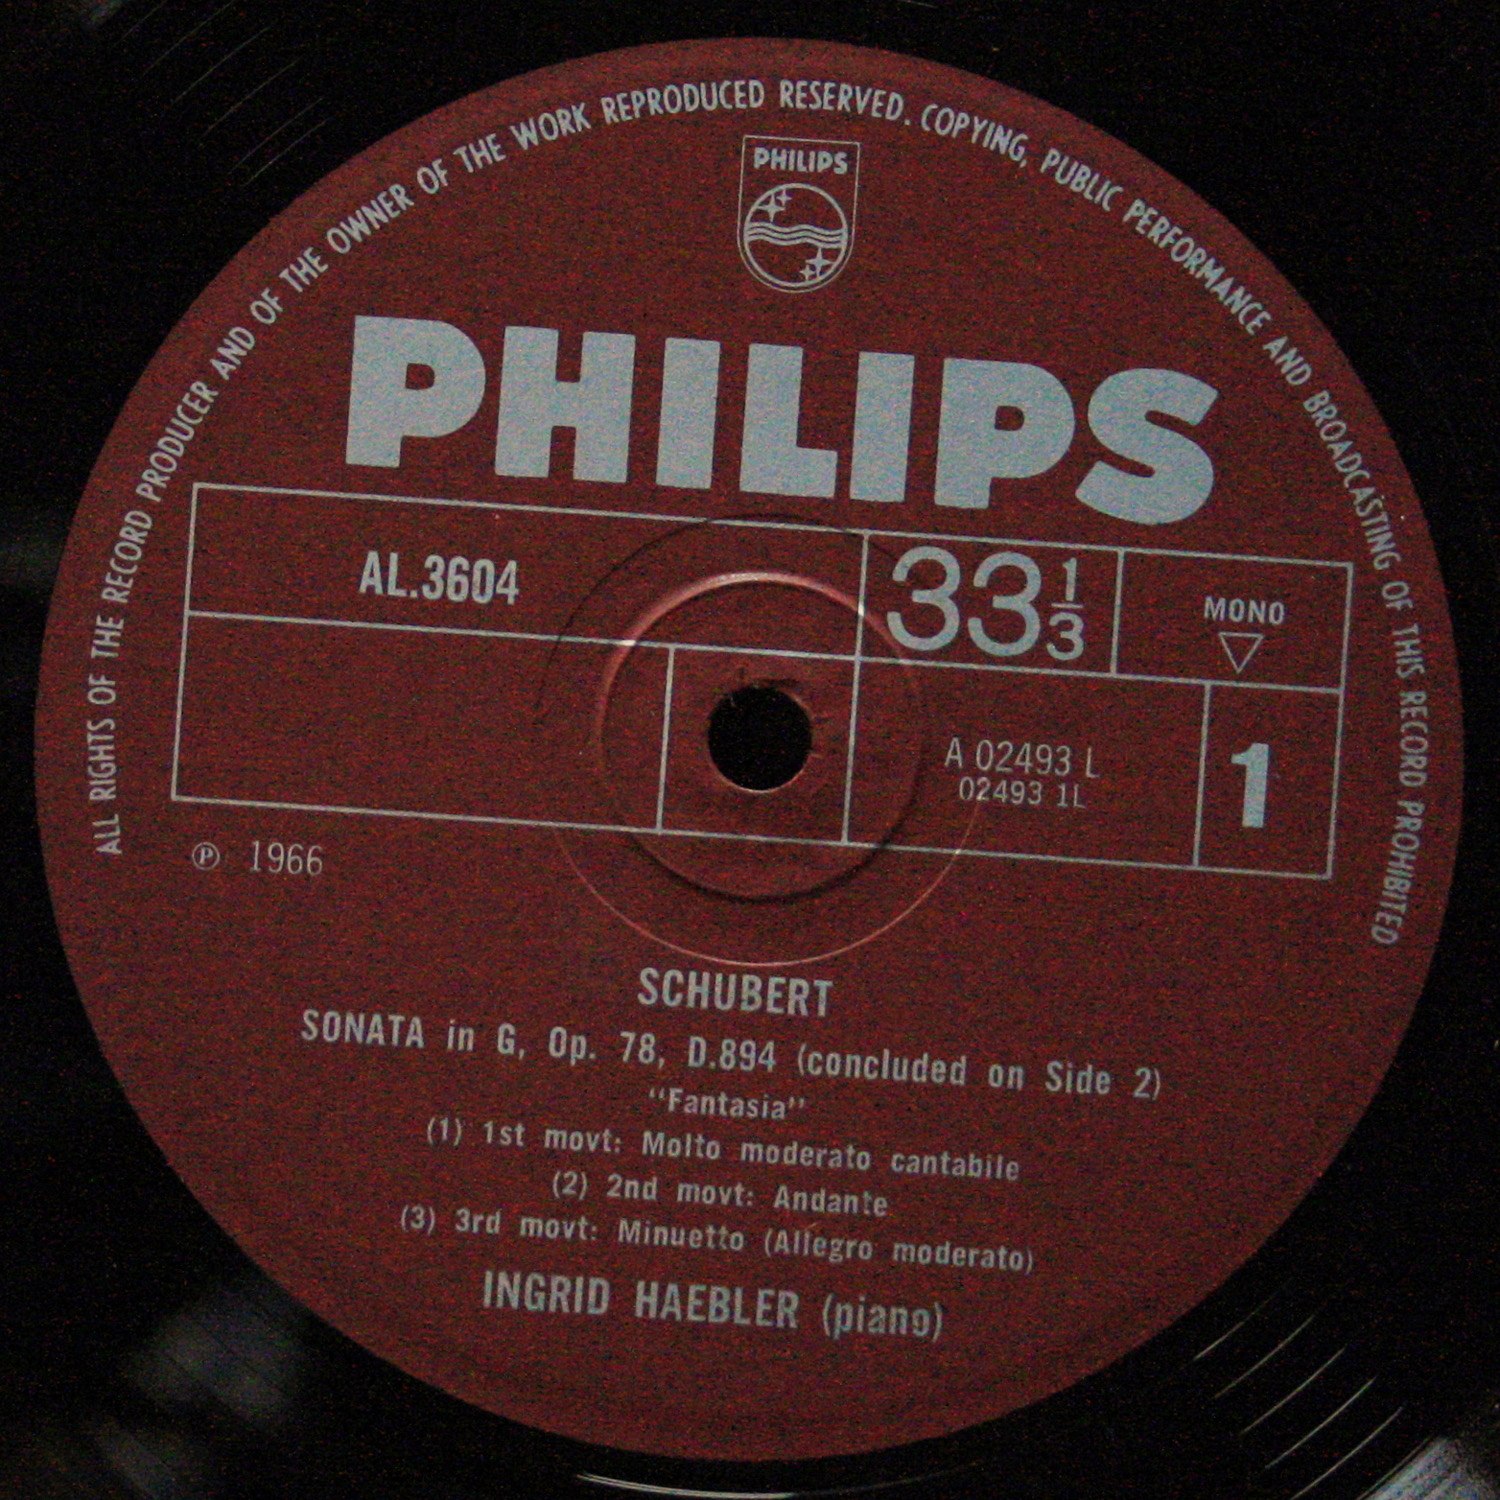 ALL RIGHTS OF THE RECORD PRODUCER AND OF THE OWNER OF THE WORK REPRODUCED RESERVED. COPYING, PUBLIC PERFORMANCE AND BROADCASTING OF THIS RECORD PROHIBITED
PHILIPS
PHILIPS
AL.3604
33 1/3
MONO
A 02493 L
02493 1L
1
℗ 1966
SCHUBERT
SONATA in G, Op. 78, D.894 (concluded on Side 2)
"Fantasia"
(1) 1st movt: Molto moderato cantabile
(2) 2nd movt: Andante
(3) 3rd movt: Minuetto (Allegro moderato)
INGRID HAEBLER (piano)